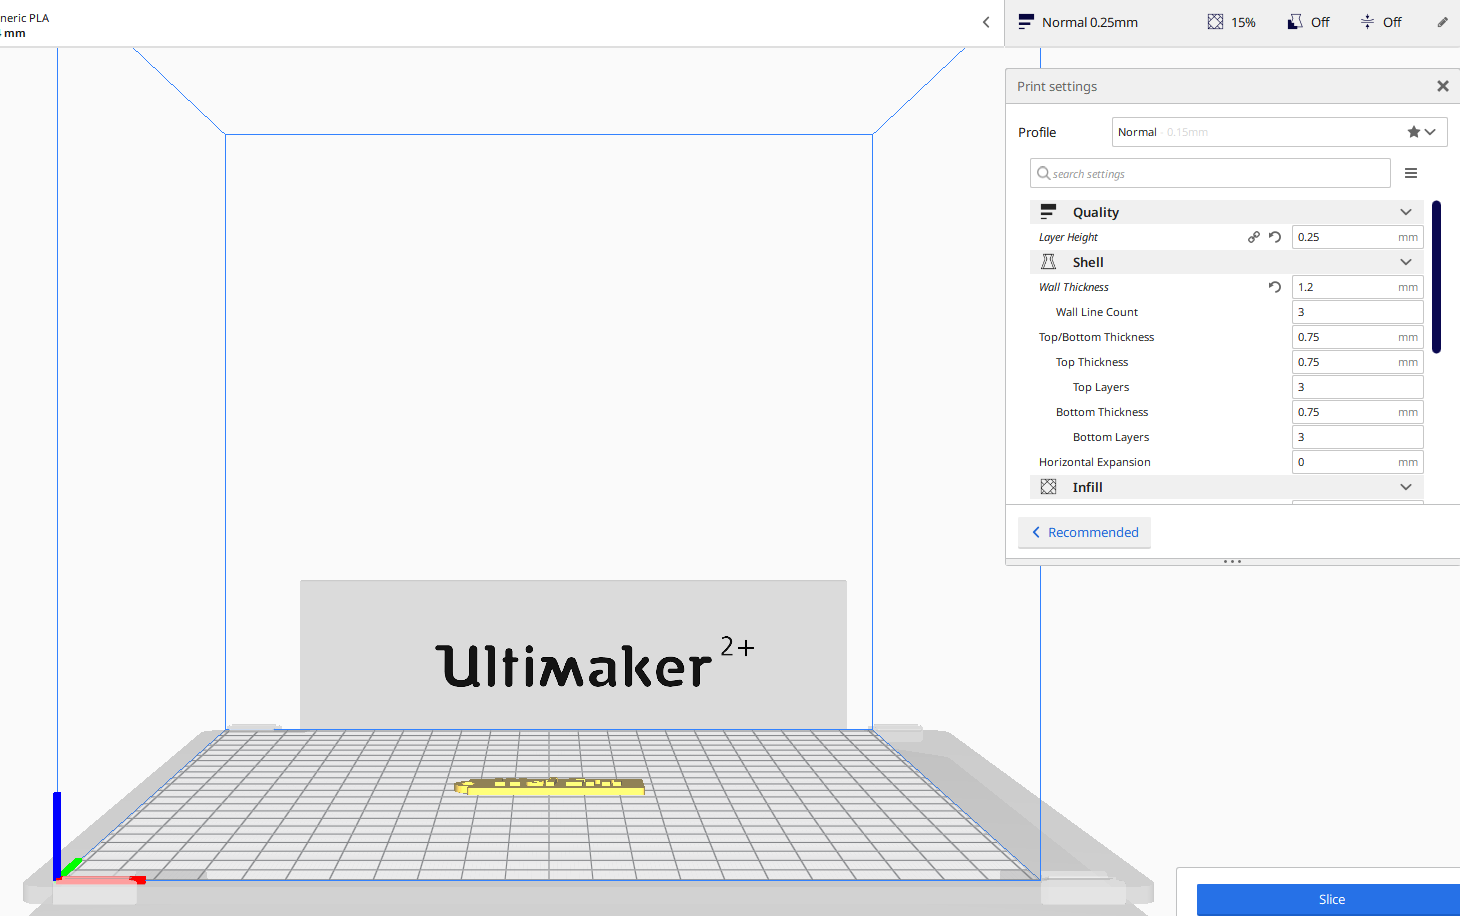 neric PLA
mm
Normal 0.25mm
15%
Off
Off
Print settings
Profile
Normal - 0.15mm
search settings
Quality
Layer Height
0.25 mm
Shell
Wall Thickness
1.2 mm
Wall Line Count
3
Top/Bottom Thickness
0.75 mm
Top Thickness
0.75 mm
Top Layers
3
Bottom Thickness
0.75 mm
Bottom Layers
3
Horizontal Expansion
0 mm
Infill
Recommended
Ultimaker 2+
Slice